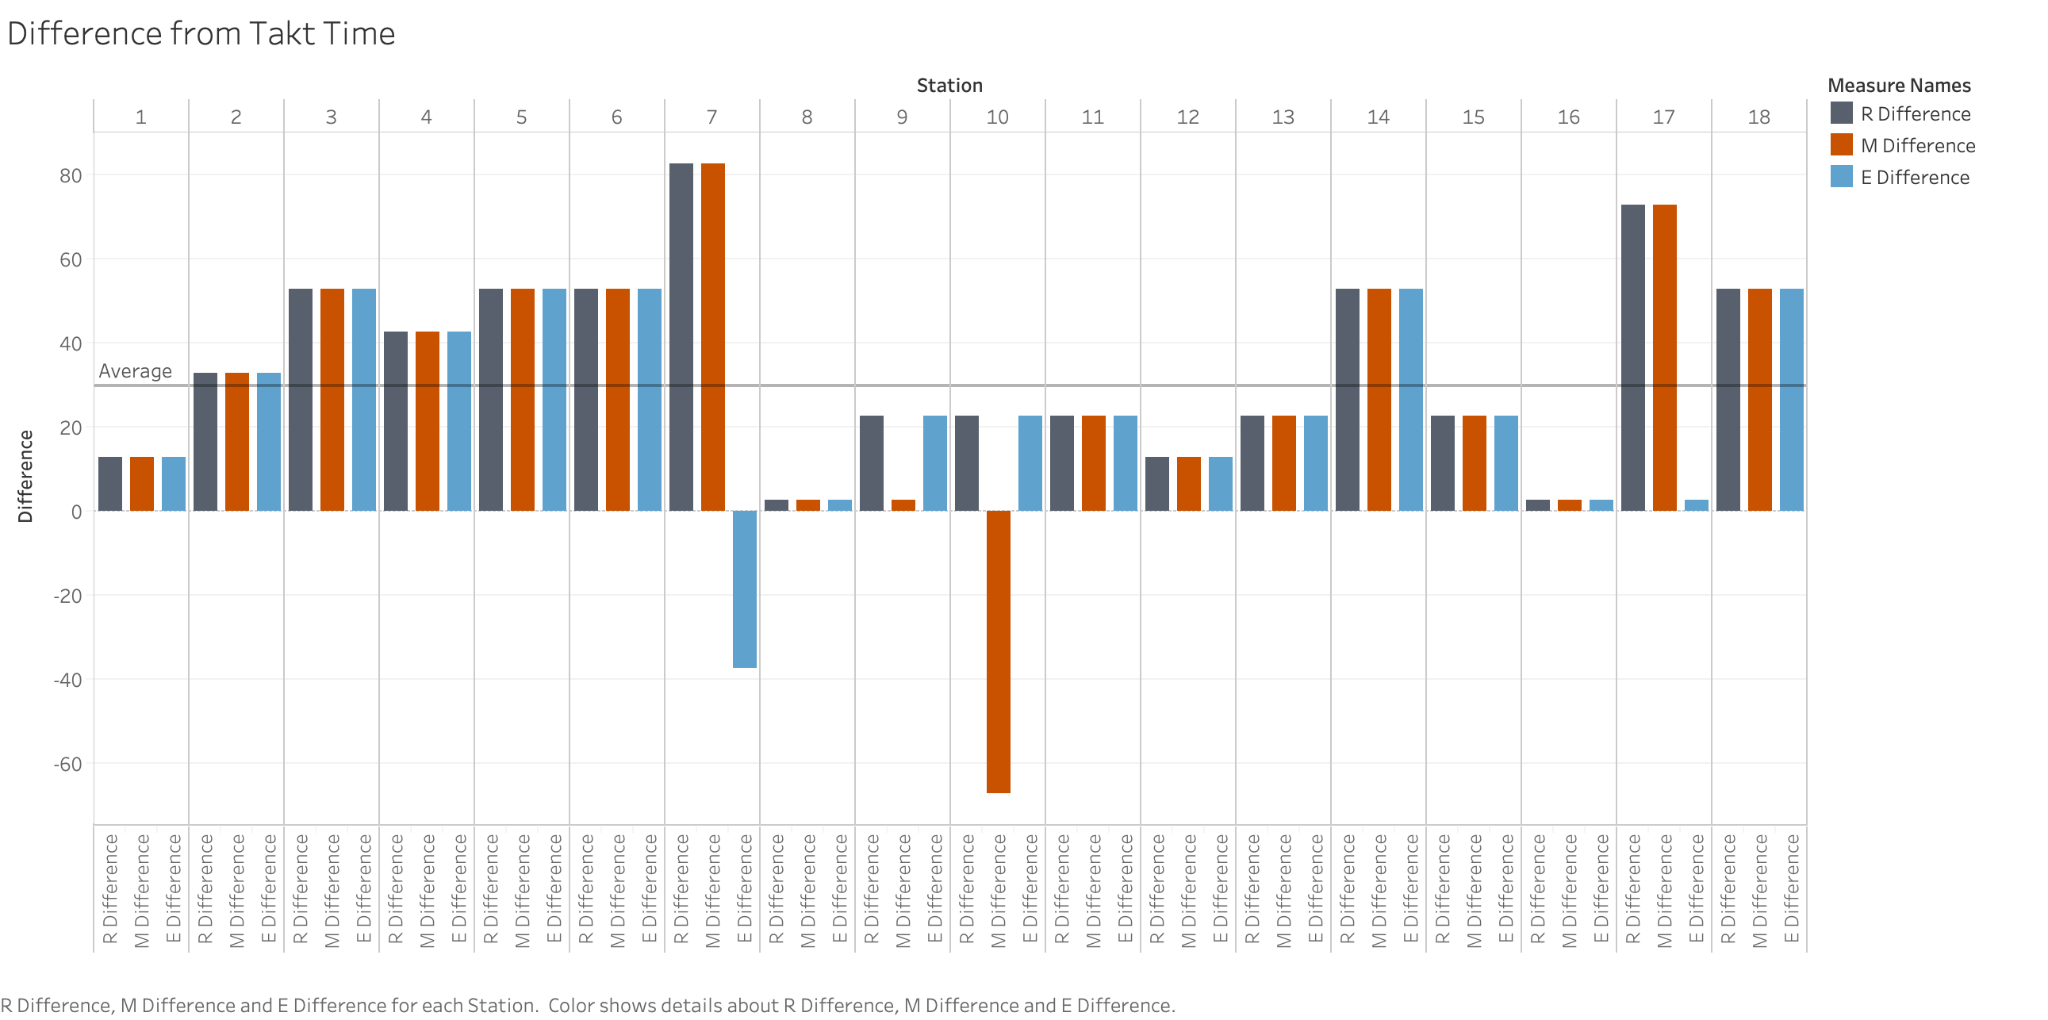 Difference from Takt Time
Station
Measure Names
1 2 3 4 5 6 7 8 9 10 11 12 13 14 15 16 17 18
R Difference
M Difference
E Difference
80
60
40
Average
20
0
-20
-40
-60
Difference
R Difference
M Difference
E Difference
R Difference
M Difference
E Difference
R Difference
M Difference
E Difference
R Difference
M Difference
E Difference
R Difference
M Difference
E Difference
R Difference
M Difference
E Difference
R Difference
M Difference
E Difference
R Difference
M Difference
E Difference
R Difference
M Difference
E Difference
R Difference
M Difference
E Difference
R Difference
M Difference
E Difference
R Difference
M Difference
E Difference
R Difference
M Difference
E Difference
R Difference
M Difference
E Difference
R Difference
M Difference
E Difference
R Difference
M Difference
E Difference
R Difference
M Difference
E Difference
R Difference
M Difference
E Difference
R Difference, M Difference and E Difference for each Station.  Color shows details about R Difference, M Difference and E Difference.